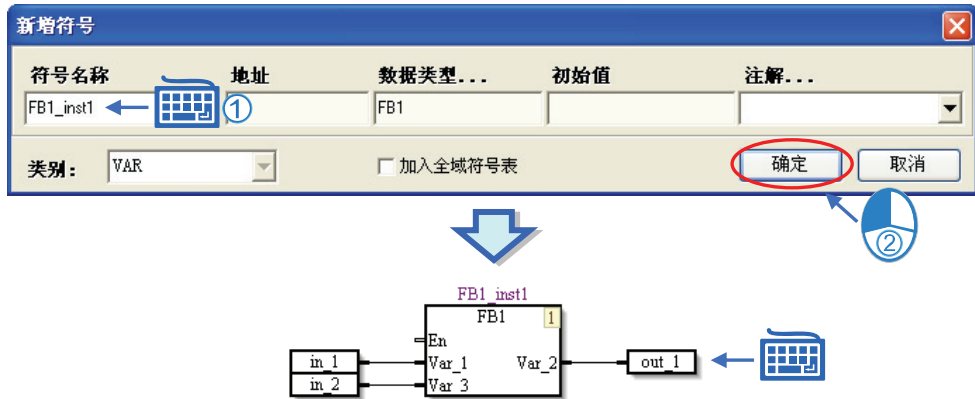 新增符号
符号名称 地址 数据类型... 初始值 注解...
FB1_inst1 ① FB1
类别： VAR 加入全域符号表 确定 取消
②
FB1_inst1
FB1 1
En
in_1 Var_1 Var_2 out_1
in_2 Var_3